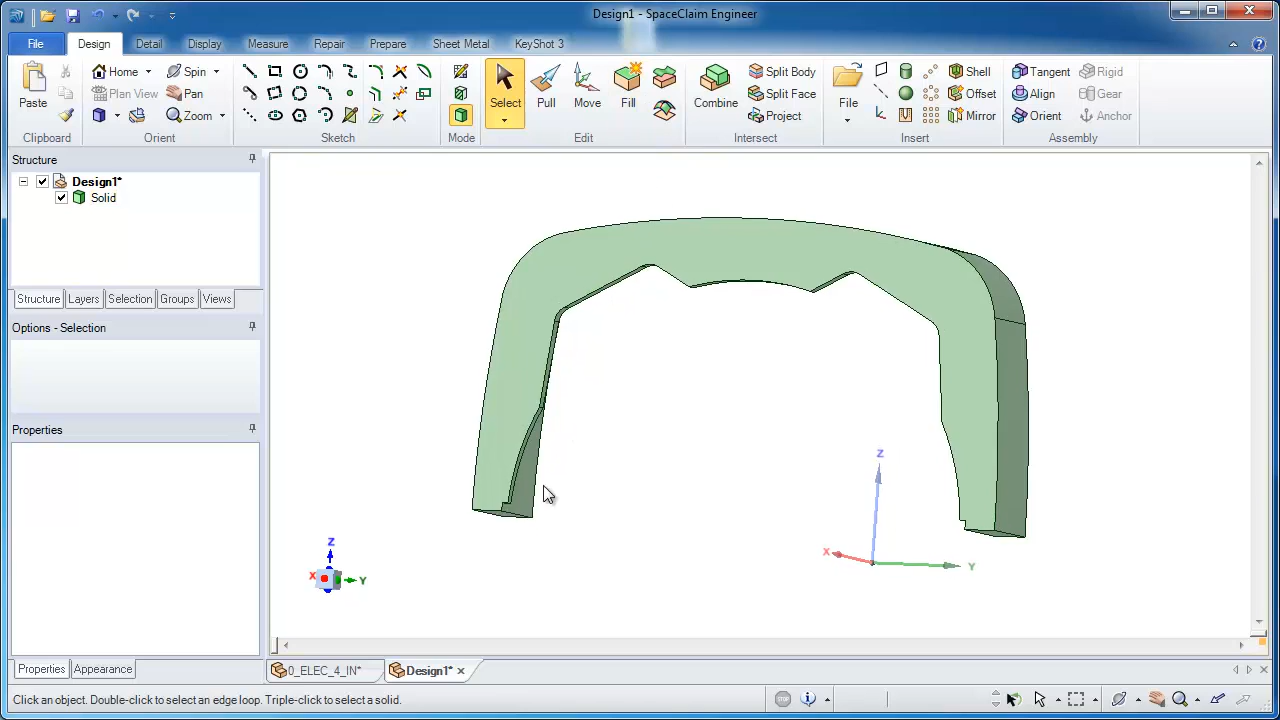 Design1 - SpaceClaim Engineer
File Design Detail Display Measure Repair Prepare Sheet Metal KeyShot 3
Paste
Clipboard
Home Spin
Plan View Pan
Zoom
Orient
Sketch
Mode
Select Pull Move Fill
Edit
Combine
Split Body
Split Face
Project
Intersect
File
Shell
Offset
Mirror
Insert
Tangent Rigid
Align Gear
Orient Anchor
Assembly
Structure
Design1*
Solid
Structure Layers Selection Groups Views
Options - Selection
Properties
Z
X
Y
Z
X
Y
Properties Appearance
0_ELEC_4_IN* Design1*
Click an object. Double-click to select an edge loop. Triple-click to select a solid.